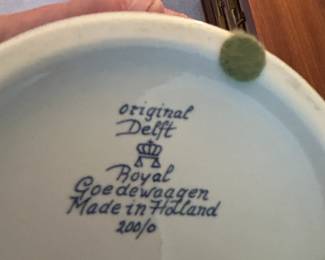 original
Delft
Royal
Goedewaagen
Made in Holland
200/0